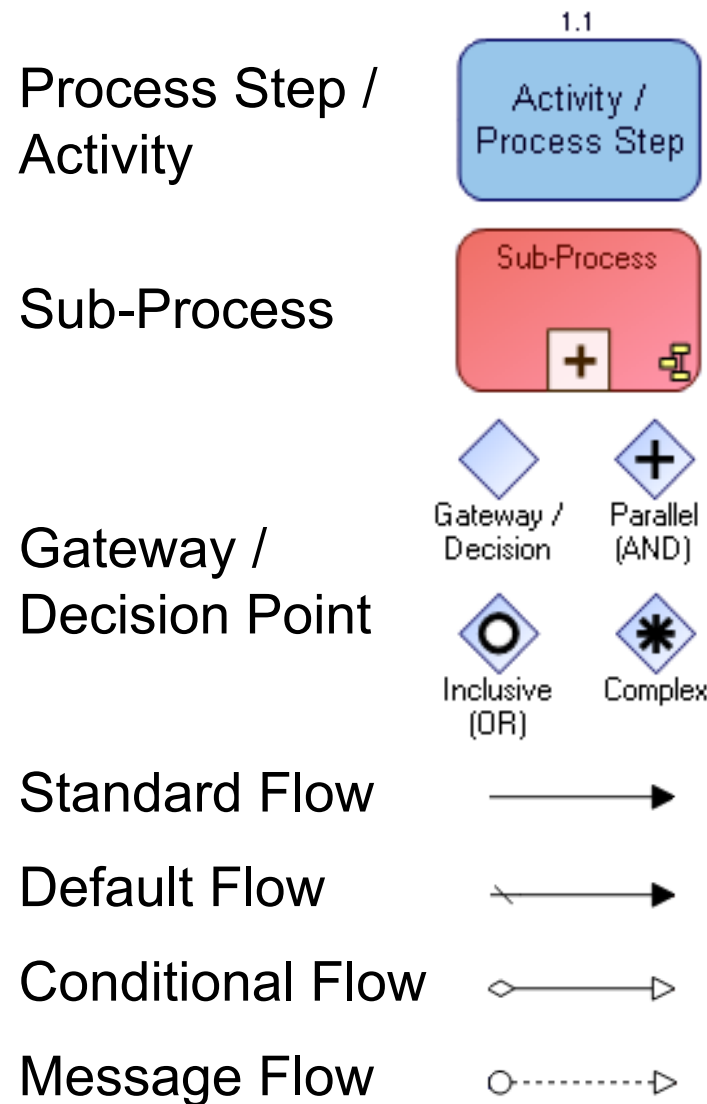 1.1
Process Step /
Activity
Activity /
Process Step
Sub-Process
Sub-Process
Gateway /
Decision Point
Gateway /
Decision
Parallel
(AND)
Inclusive
(OR)
Complex
Standard Flow
Default Flow
Conditional Flow
Message Flow